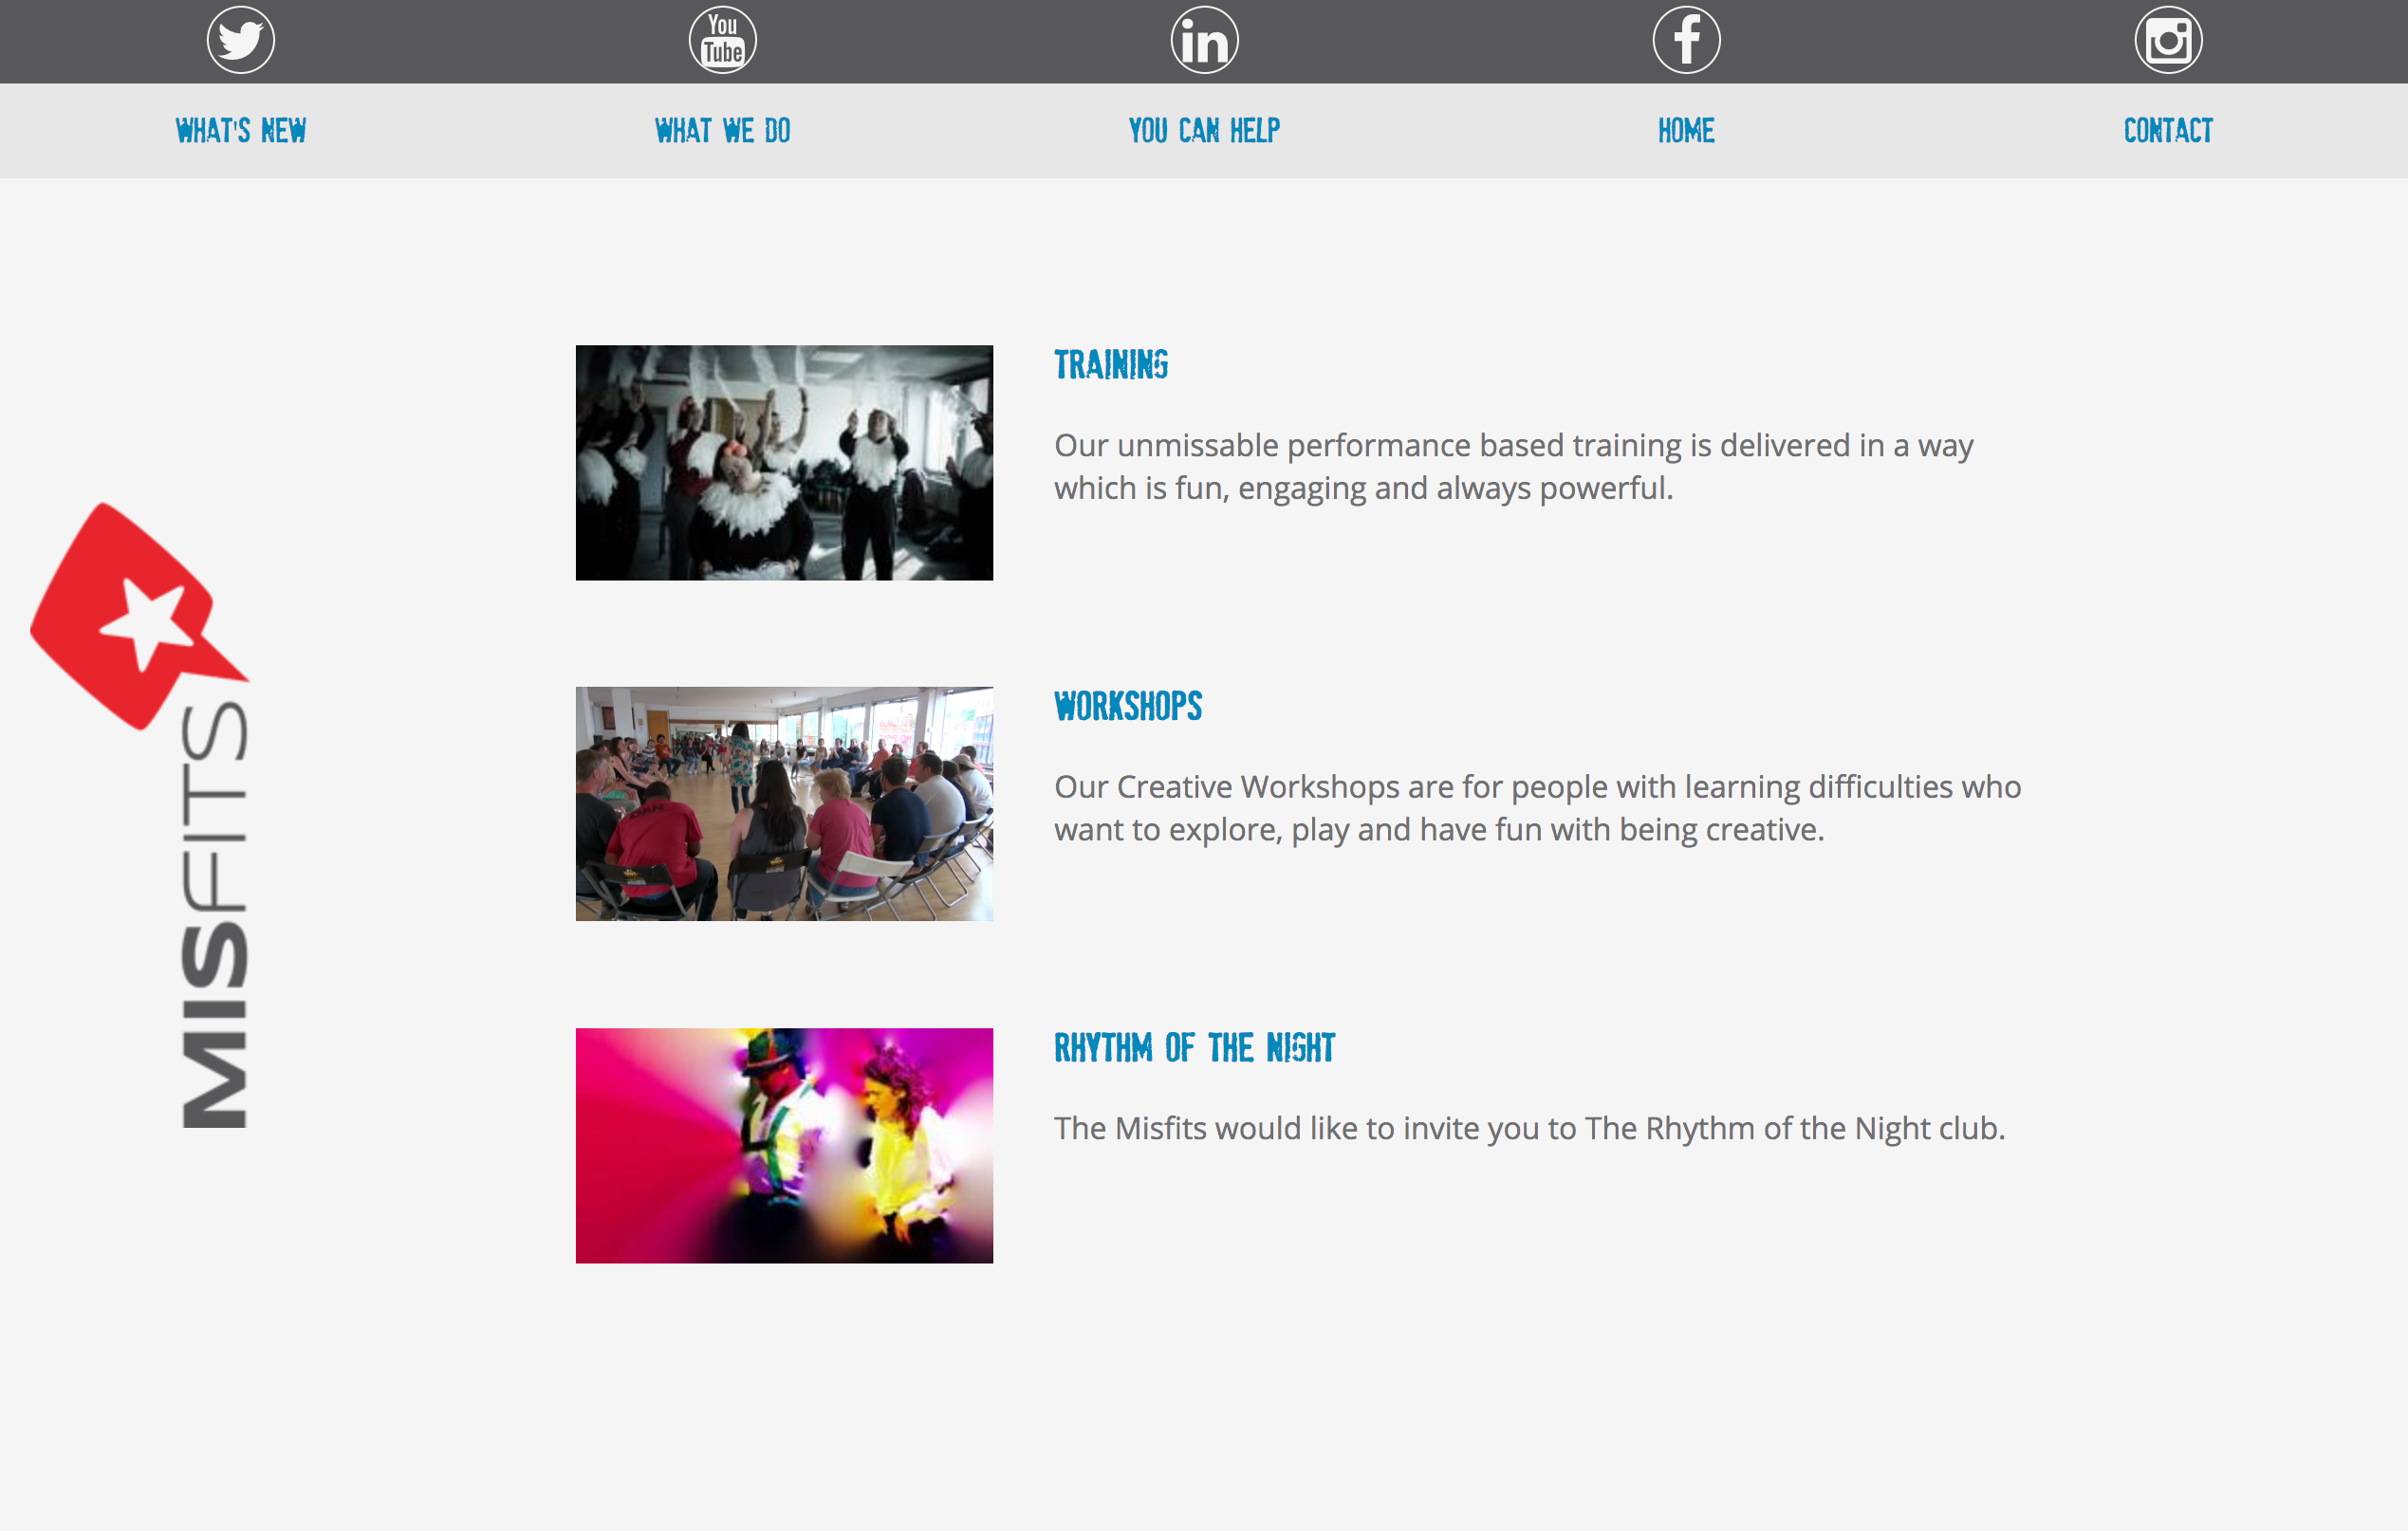 You
Tube
in
f
WHAT'S NEW
WHAT WE DO
YOU CAN HELP
HOME
CONTACT
MISFITS
TRAINING
Our unmissable performance based training is delivered in a way
which is fun, engaging and always powerful.
WORKSHOPS
Our Creative Workshops are for people with learning difficulties who
want to explore, play and have fun with being creative.
RHYTHM OF THE NIGHT
The Misfits would like to invite you to The Rhythm of the Night club.